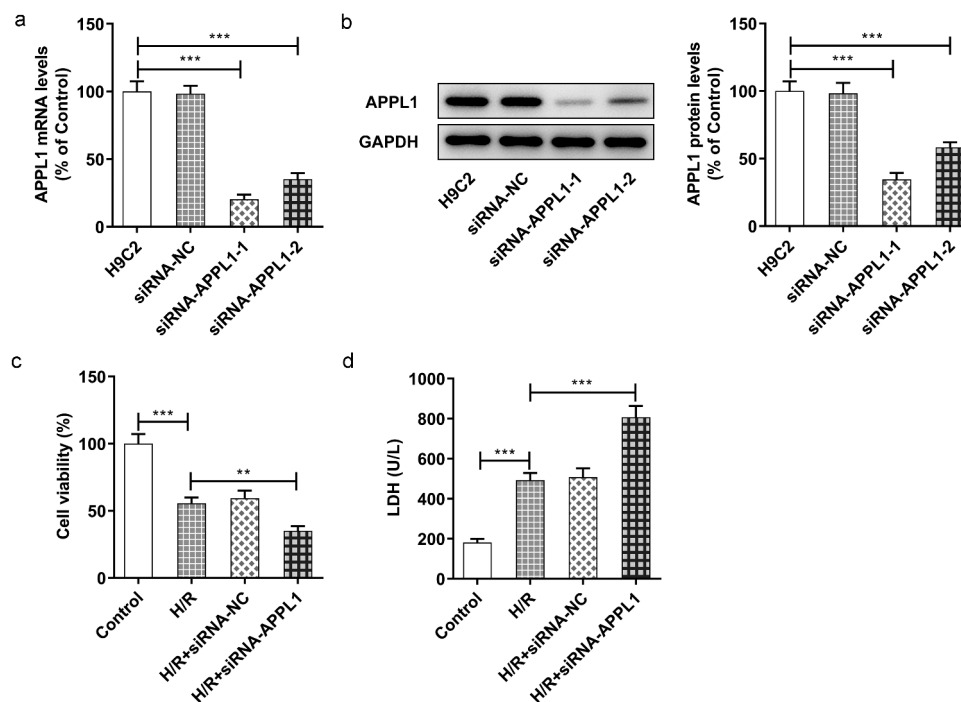 a
150
***
***
100
50
0
APPL1 mRNA levels
(% of Control)
H9C2
siRNA-NC
siRNA-APPL1-1
siRNA-APPL1-2
b
APPL1
GAPDH
H9C2
siRNA-NC
siRNA-APPL1-1
siRNA-APPL1-2
150
***
***
100
50
0
APPL1 protein levels
(% of Control)
H9C2
siRNA-NC
siRNA-APPL1-1
siRNA-APPL1-2
c
150
***
**
100
50
0
Cell viability (%)
Control
H/R
H/R+siRNA-NC
H/R+siRNA-APPL1
d
1000
***
800
600
***
400
200
0
LDH (U/L)
Control
H/R
H/R+siRNA-NC
H/R+siRNA-APPL1